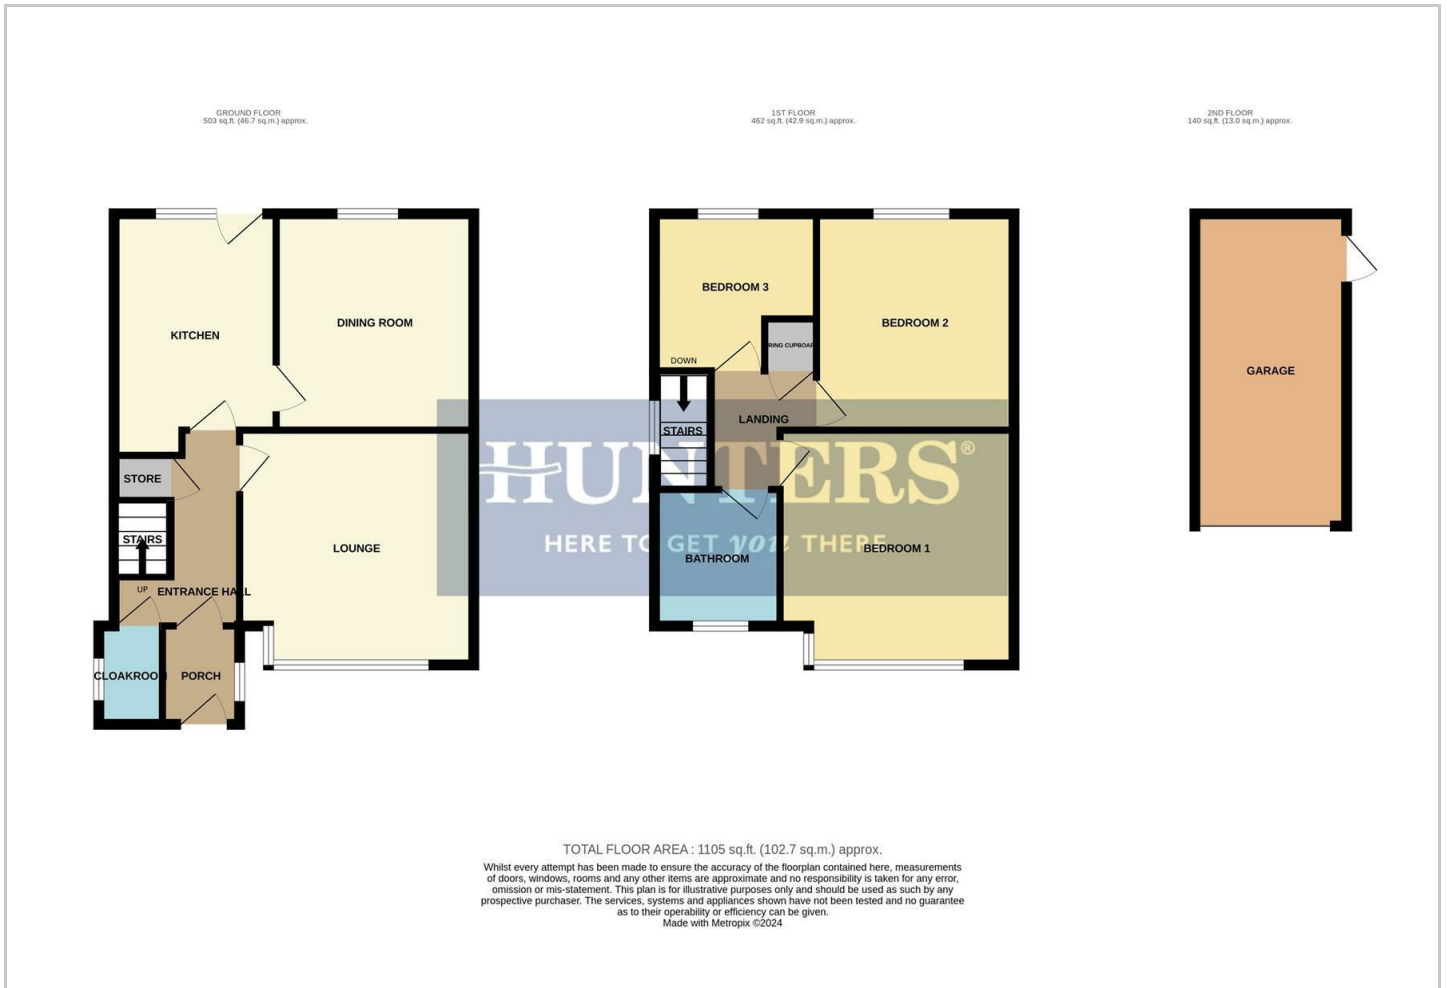 GROUND FLOOR
503 sq.ft. (46.7 sq.m.) approx.
1ST FLOOR
462 sq.ft. (42.9 sq.m.) approx.
2ND FLOOR
140 sq.ft. (13.0 sq.m.) approx.
KITCHEN
DINING ROOM
STORE
STAIRS
LOUNGE
UP
ENTRANCE HALL
CLOAKROOM
PORCH
BEDROOM 3
BEDROOM 2
RING CUPBOAR
DOWN
LANDING
STAIRS
BATHROOM
BEDROOM 1
GARAGE
HUNTERS®
HERE TO GET you THERE
TOTAL FLOOR AREA : 1105 sq.ft. (102.7 sq.m.) approx.
Whilst every attempt has been made to ensure the accuracy of the floorplan contained here, measurements
of doors, windows, rooms and any other items are approximate and no responsibility is taken for any error,
omission or mis-statement. This plan is for illustrative purposes only and should be used as such by any
prospective purchaser. The services, systems and appliances shown have not been tested and no guarantee
as to their operability or efficiency can be given.
Made with Metropix ©2024